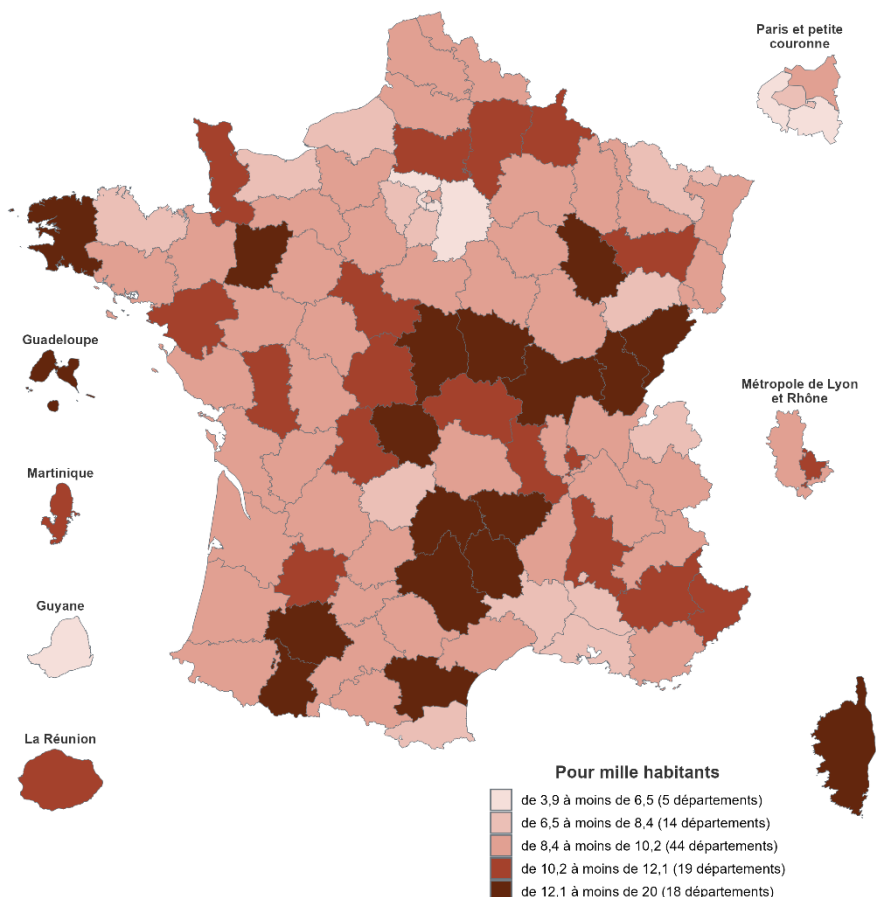 Paris et petite
couronne
Guadeloupe
Métropole de Lyon
et Rhône
Martinique
Guyane
La Réunion
Pour mille habitants
de 3,9 à moins de 6,5 (5 départements)
de 6,5 à moins de 8,4 (14 départements)
de 8,4 à moins de 10,2 (44 départements)
de 10,2 à moins de 12,1 (19 départements)
de 12,1 à moins de 20 (18 départements)